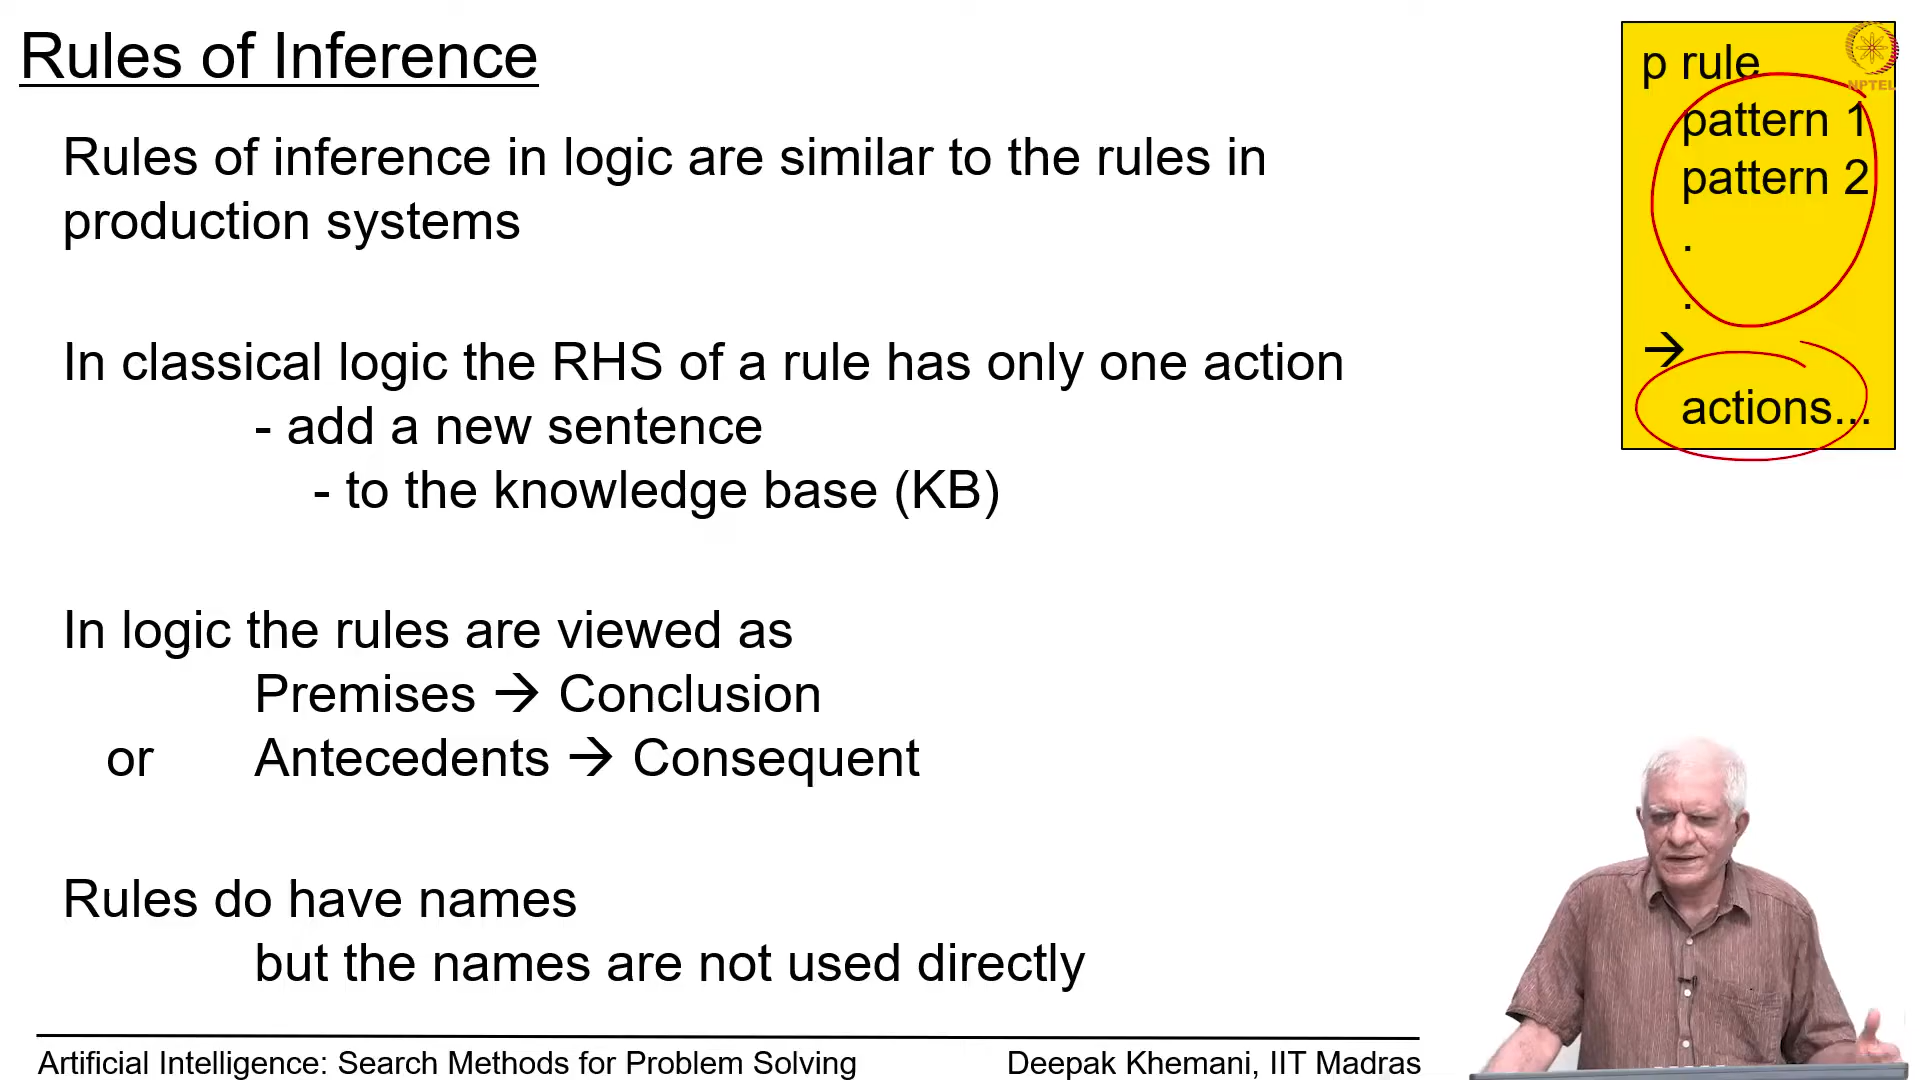 Rules of Inference
Rules of inference in logic are similar to the rules in
production systems
In classical logic the RHS of a rule has only one action
- add a new sentence
- to the knowledge base (KB)
In logic the rules are viewed as
Premises → Conclusion
or Antecedents → Consequent
Rules do have names
but the names are not used directly
p rule
pattern 1
pattern 2
.
.
→
actions...
NPTEL
Artificial Intelligence: Search Methods for Problem Solving
Deepak Khemani, IIT Madras